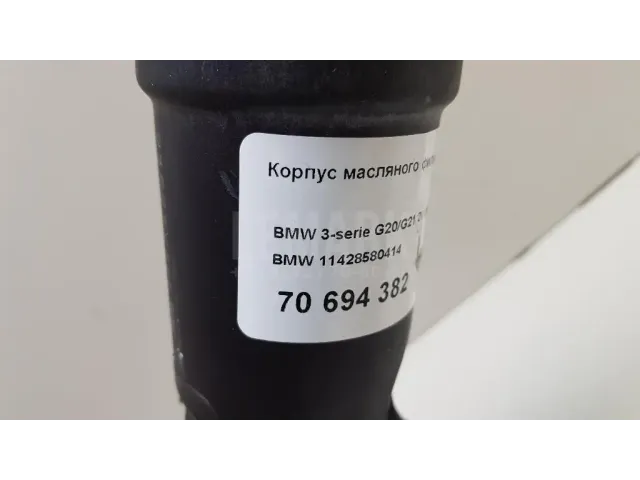 Корпус масляного
BMW 3-serie G20/G21
BMW 11428580414
70 694 382